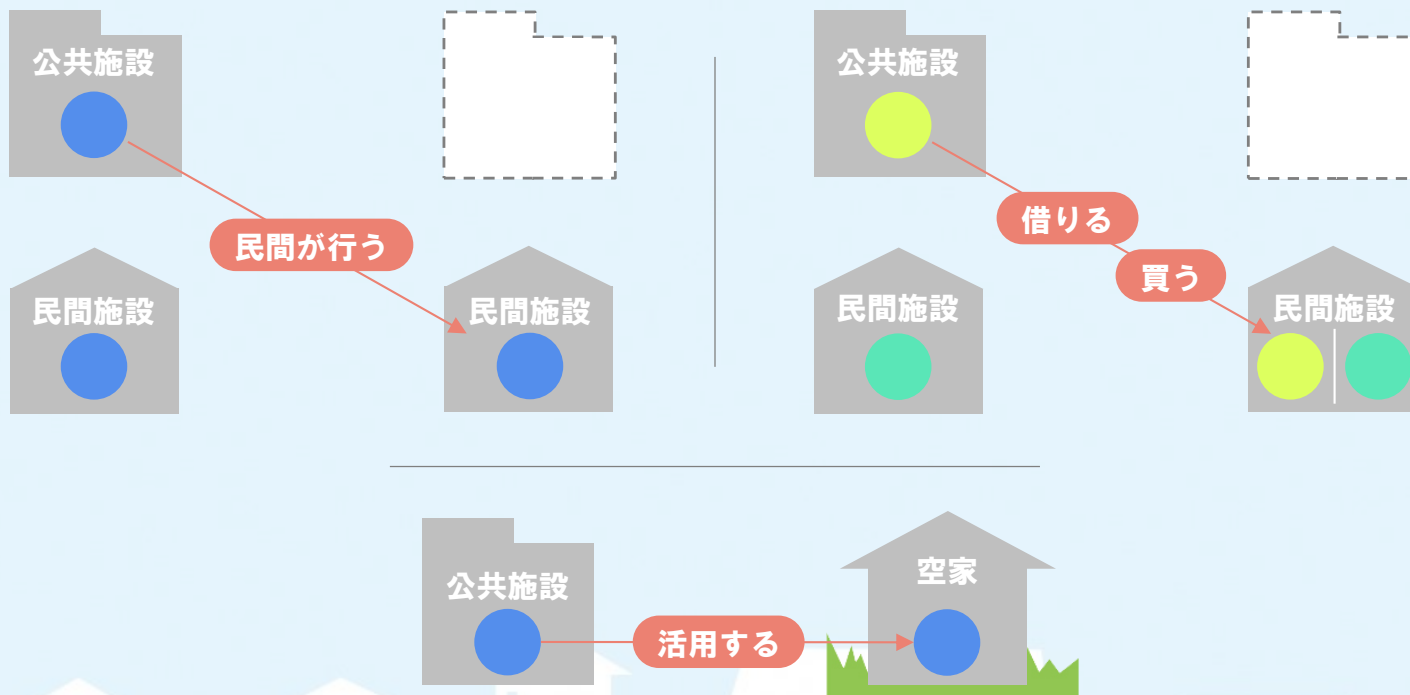 公共施設
民間が行う
民間施設
民間施設
公共施設
借りる
買う
民間施設
民間施設
公共施設
空家
活用する